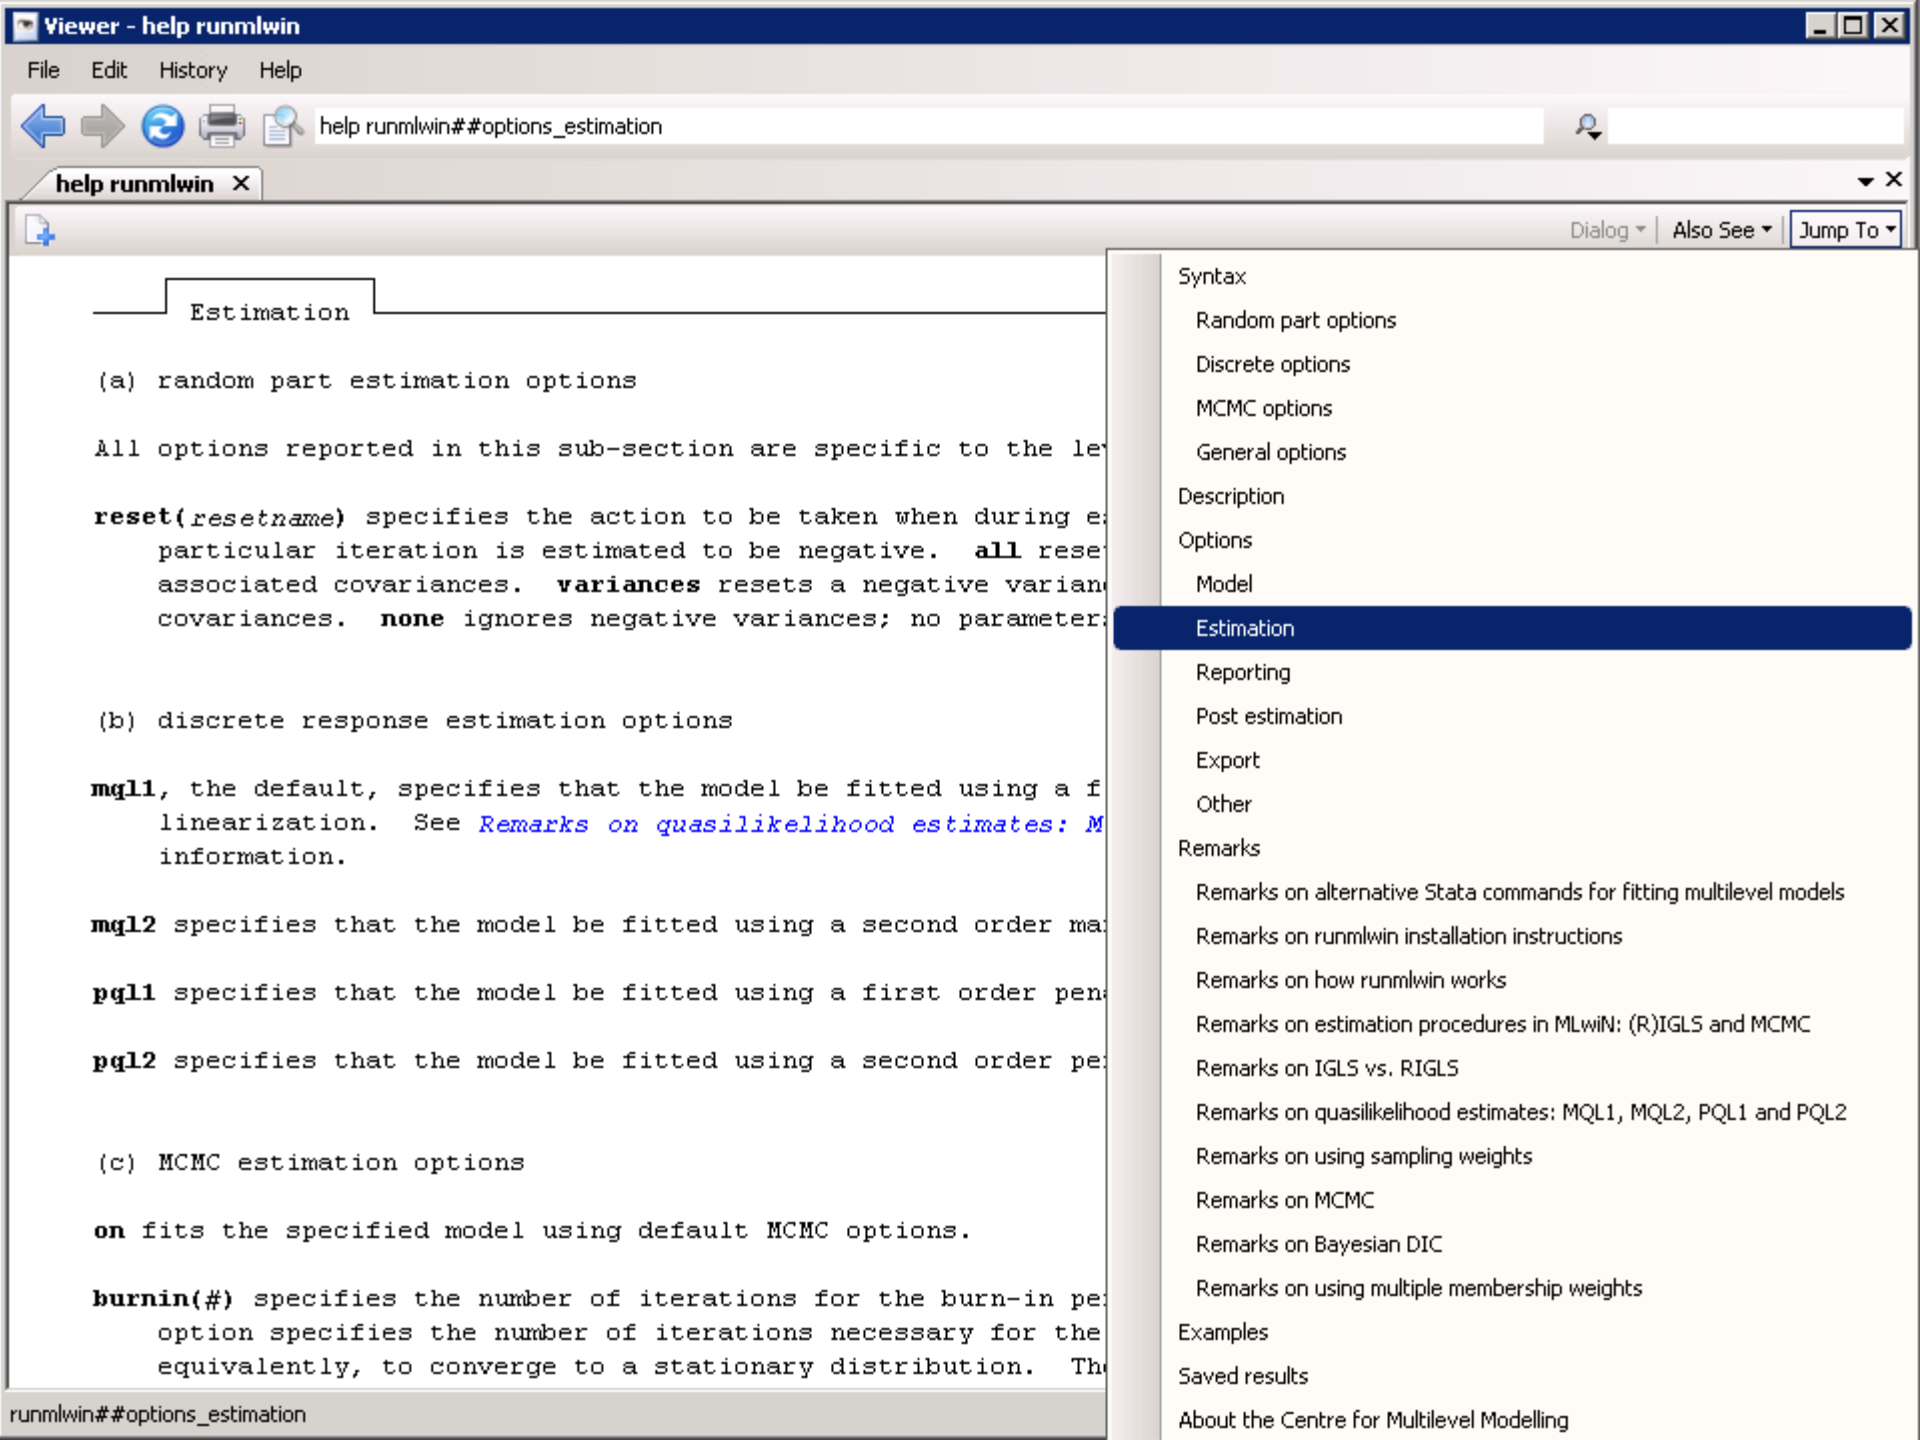 Viewer - help runmlwin
File Edit History Help
help runmlwin##options_estimation
help runmlwin
Dialog Also See Jump To
Estimation
(a) random part estimation options
All options reported in this sub-section are specific to the
reset(resetname) specifies the action to be taken when during
particular iteration is estimated to be negative. all
associated covariances. variances resets a negative
covariances. none ignores negative variances; no
(b) discrete response estimation options
mql1, the default, specifies that the model be fitted using a
linearization. See Remarks on quasilikelihood estimates:
information.
mql2 specifies that the model be fitted using a second order
pql1 specifies that the model be fitted using a first order
pql2 specifies that the model be fitted using a second order
(c) MCMC estimation options
on fits the specified model using default MCMC options.
burnin(#) specifies the number of iterations for the burn-in
option specifies the number of iterations necessary for the
equivalently, to converge to a stationary distribution.
runmlwin##options_estimation
Syntax
Random part options
Discrete options
MCMC options
General options
Description
Options
Model
Estimation
Reporting
Post estimation
Export
Other
Remarks
Remarks on alternative Stata commands for fitting multilevel models
Remarks on runmlwin installation instructions
Remarks on how runmlwin works
Remarks on estimation procedures in MLwiN: (R)IGLS and MCMC
Remarks on IGLS vs. RIGLS
Remarks on quasilikelihood estimates: MQL1, MQL2, PQL1 and PQL2
Remarks on using sampling weights
Remarks on MCMC
Remarks on Bayesian DIC
Remarks on using multiple membership weights
Examples
Saved results
About the Centre for Multilevel Modelling